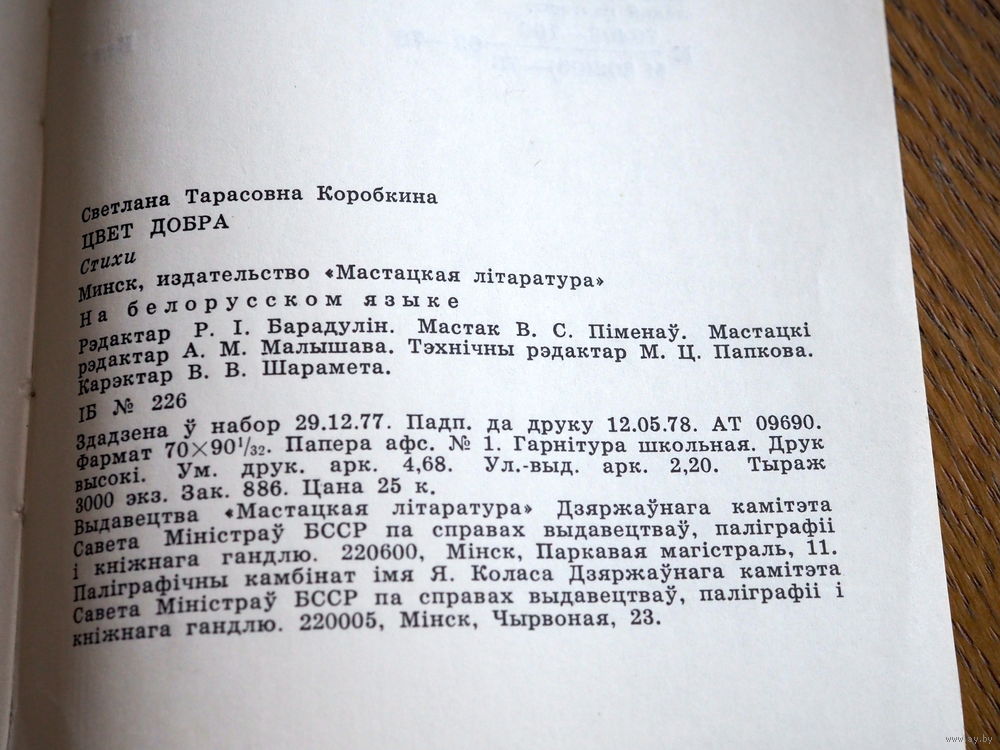 Светлана Тарасовна Коробкина
ЦВЕТ ДОБРА
Стихи
Минск, издательство «Мастацкая літаратура»
На белорусском языке
Рэдактар Р. І. Барадулін. Мастак В. С. Піменаў. Мастацкі
рэдактар А. М. Малышава. Тэхнічны рэдактар М. Ц. Папкова.
Карэктар В. В. Шарамета.
ІБ № 226
Здадзена ў набор 29.12.77. Падп. да друку 12.05.78. АТ 09690.
Фармат 70×90¹/₃₂. Папера афс. № 1. Гарнітура школьная. Друк
высокі. Ум. друк. арк. 4,68. Ул.-выд. арк. 2,20. Тыраж
3000 экз. Зак. 886. Цана 25 к.
Выдавецтва «Мастацкая літаратура» Дзяржаўнага камітэта
Савета Міністраў БССР па справах выдавецтваў, паліграфіі
і кніжнага гандлю. 220600, Мінск, Паркавая магістраль, 11.
Паліграфічны камбінат імя Я. Коласа Дзяржаўнага камітэта
Савета Міністраў БССР па справах выдавецтваў, паліграфіі і
кніжнага гандлю. 220005, Мінск, Чырвоная, 23.
www.ay.by